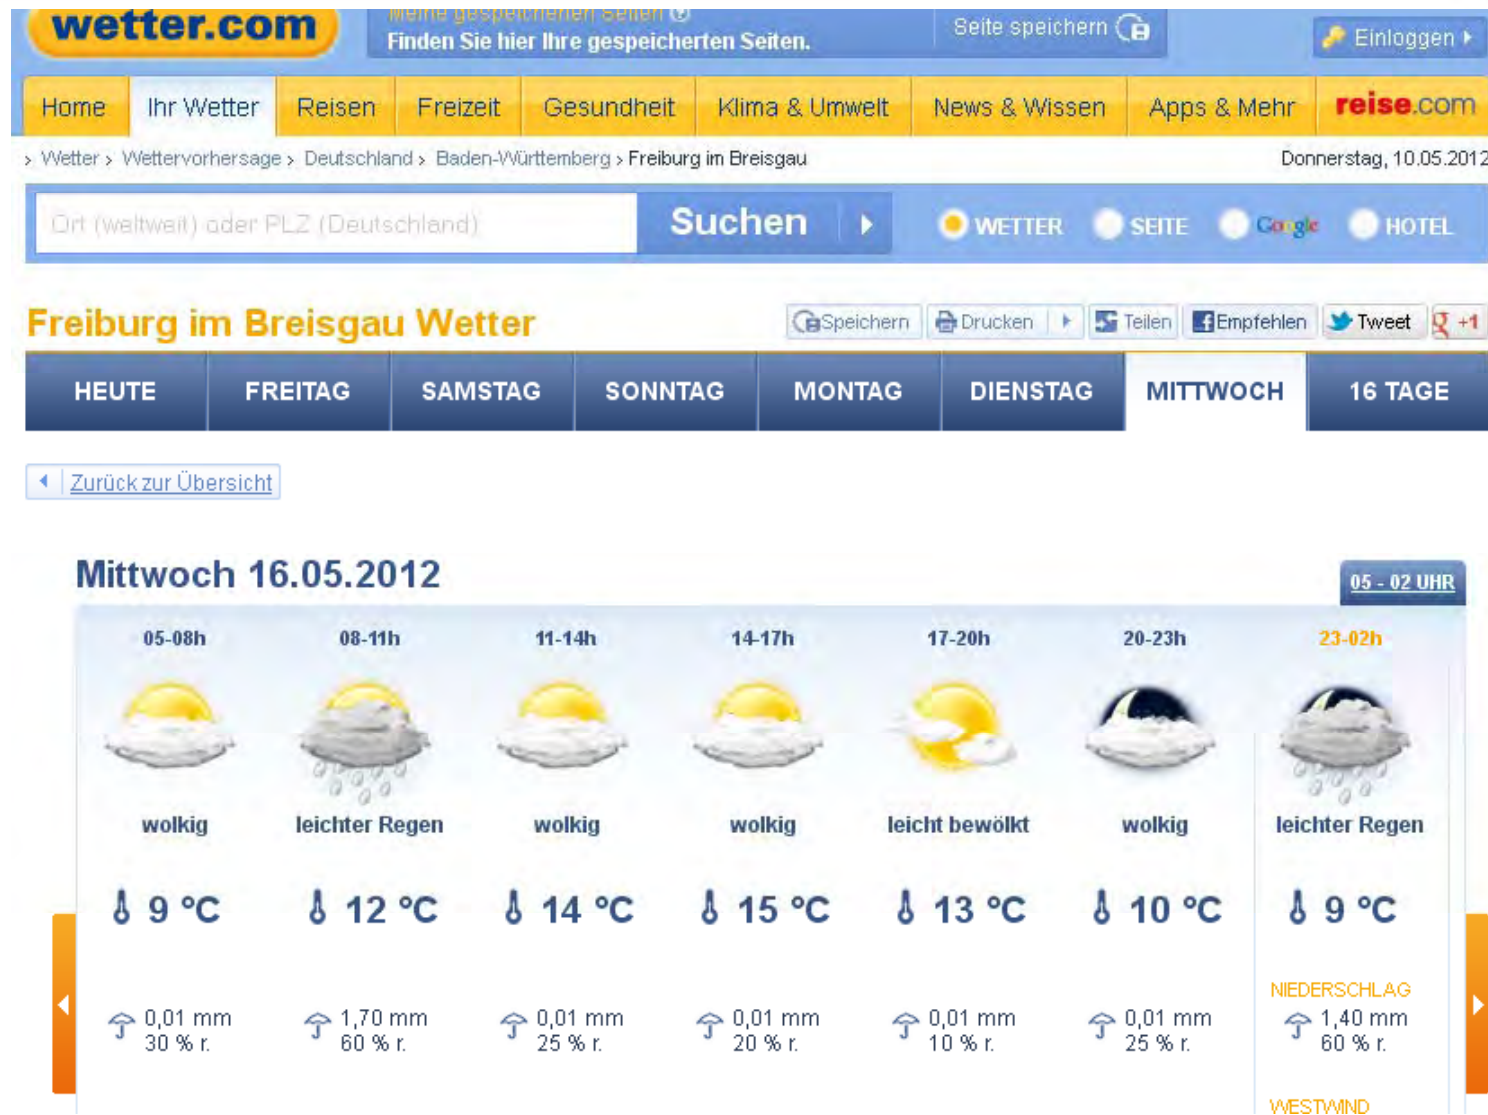 wetter.com
Meine gespeicherten Seiten
Finden Sie hier Ihre gespeicherten Seiten.
Seite speichern
Einloggen
Home Ihr Wetter Reisen Freizeit Gesundheit Klima & Umwelt News & Wissen Apps & Mehr reise.com
› Wetter › Wettervorhersage › Deutschland › Baden-Württemberg › Freiburg im Breisgau Donnerstag, 10.05.2012
Ort (weltweit) oder PLZ (Deutschland) Suchen WETTER SEITE Google HOTEL
Freiburg im Breisgau Wetter Speichern Drucken Teilen Empfehlen Tweet +1
HEUTE FREITAG SAMSTAG SONNTAG MONTAG DIENSTAG MITTWOCH 16 TAGE
Zurück zur Übersicht
Mittwoch 16.05.2012 05 - 02 UHR
05-08h 08-11h 11-14h 14-17h 17-20h 20-23h 23-02h
wolkig leichter Regen wolkig wolkig leicht bewölkt wolkig leichter Regen
9 °C 12 °C 14 °C 15 °C 13 °C 10 °C 9 °C
NIEDERSCHLAG
0,01 mm 1,70 mm 0,01 mm 0,01 mm 0,01 mm 0,01 mm 1,40 mm
30 % r. 60 % r. 25 % r. 20 % r. 10 % r. 25 % r. 60 % r.
WESTWIND